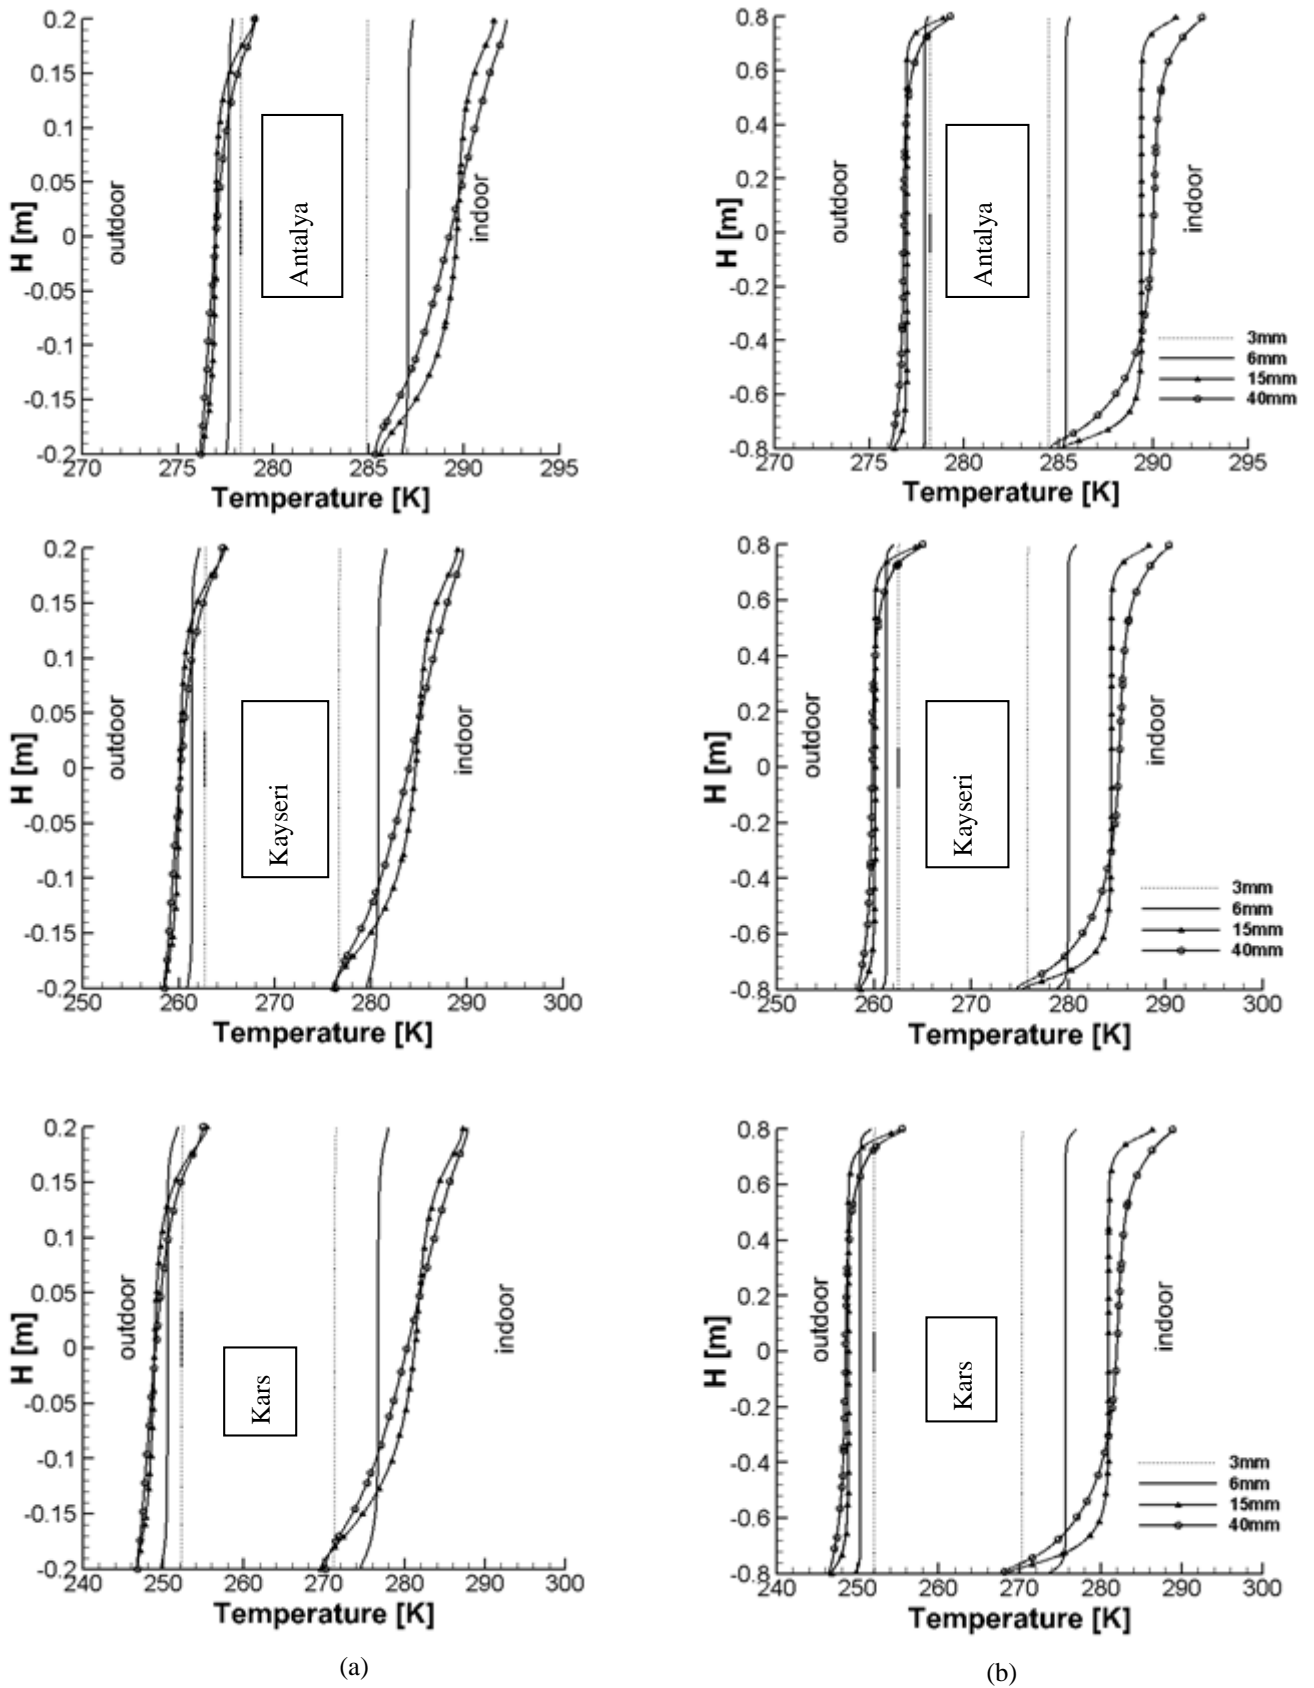 0.2
0.15
0.1
0.05
0
-0.05
-0.1
-0.15
-0.2
H [m]
outdoor
Antalya
indoor
270 275 280 285 290 295
Temperature [K]
0.8
0.6
0.4
0.2
0
-0.2
-0.4
-0.6
-0.8
H [m]
outdoor
Antalya
indoor
3mm
6mm
15mm
40mm
270 275 280 285 290 295
Temperature [K]
0.2
0.15
0.1
0.05
0
-0.05
-0.1
-0.15
-0.2
H [m]
outdoor
Kayseri
indoor
250 260 270 280 290 300
Temperature [K]
0.8
0.6
0.4
0.2
0
-0.2
-0.4
-0.6
-0.8
H [m]
outdoor
Kayseri
indoor
3mm
6mm
15mm
40mm
250 260 270 280 290 300
Temperature [K]
0.2
0.15
0.1
0.05
0
-0.05
-0.1
-0.15
-0.2
H [m]
outdoor
Kars
indoor
240 250 260 270 280 290 300
Temperature [K]
0.8
0.6
0.4
0.2
0
-0.2
-0.4
-0.6
-0.8
H [m]
outdoor
Kars
indoor
3mm
6mm
15mm
40mm
240 250 260 270 280 290 300
Temperature [K]
(a)
(b)